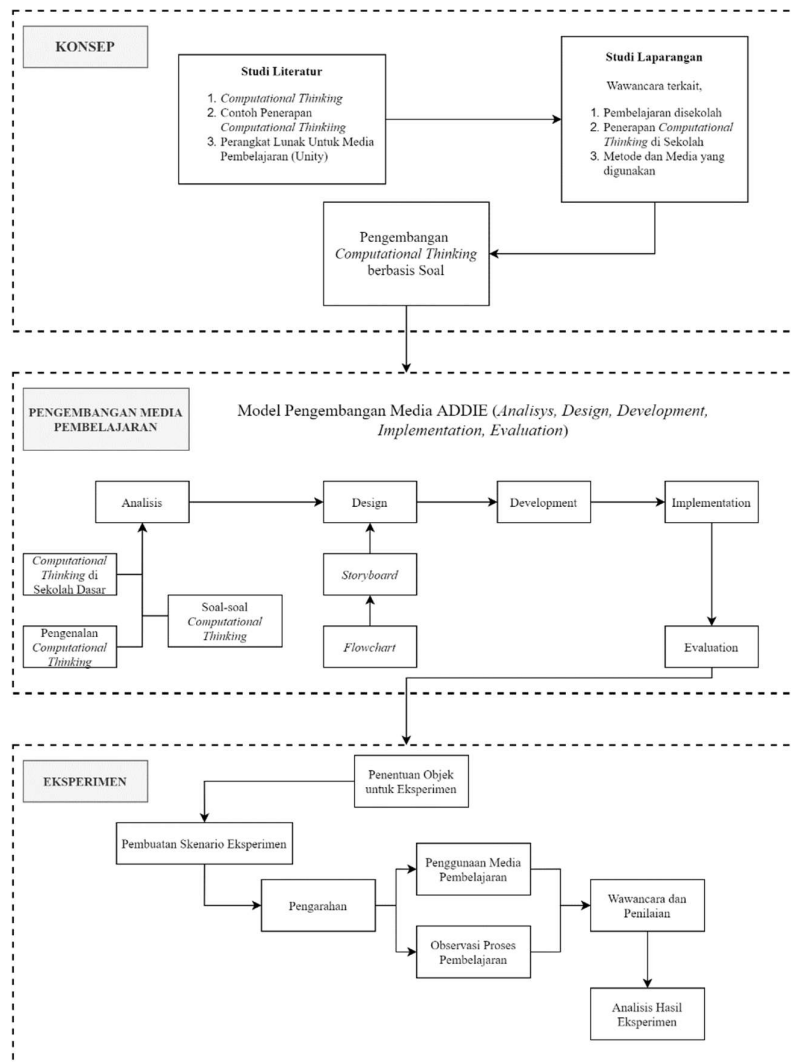 KONSEP
Studi Literatur
1. Computational Thinking
2. Contoh Penerapan
Computational Thinkiing
3. Perangkat Lunak Untuk Media
Pembelajaran (Unity)
Studi Laparangan
Wawancara terkait,
1. Pembelajaran disekolah
2. Penerapan Computational
Thinking di Sekolah
3. Metode dan Media yang
digunakan
Pengembangan
Computational Thinking
berbasis Soal
PENGEMBANGAN MEDIA
PEMBELAJARAN
Model Pengembangan Media ADDIE (Analisys, Design, Development,
Implementation, Evaluation)
Analisis
Design
Development
Implementation
Computational
Thinking di
Sekolah Dasar
Storyboard
Soal-soal
Computational
Thinking
Pengenalan
Computational
Thinking
Flowchart
Evaluation
EKSPERIMEN
Penentuan Objek
untuk Eksperimen
Pembuatan Skenario Eksperimen
Pengarahan
Penggunaan Media
Pembelajaran
Observasi Proses
Pembelajaran
Wawancara dan
Penilaian
Analisis Hasil
Eksperimen